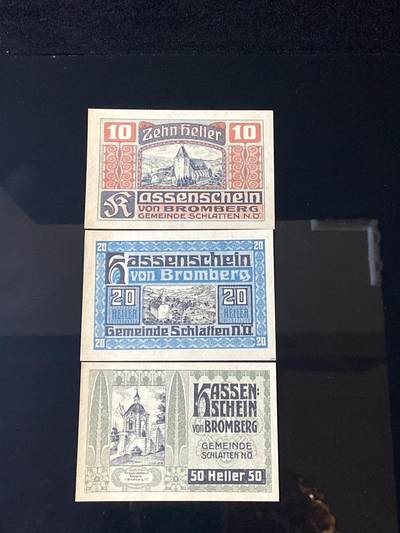 10 Zehn Heller 10
Kassenschein
von BROMBERG
GEMEINDE SCHLATTEN N.Ö.
20 20
Kassenschein
von Bromberg
20 20
HELLER HELLER
Gemeinde Schlatten N.Ö.
20 20
KASSEN=
SCHEIN
von BROMBERG
GEMEINDE
SCHLATTEN N.Ö
50 Heller 50